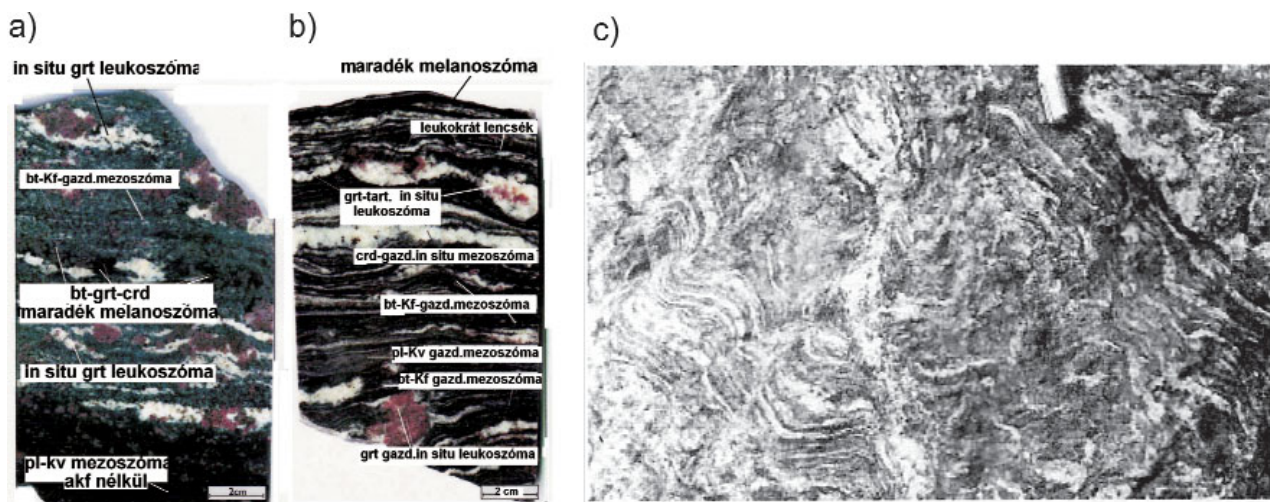 a)
in situ grt leukoszóma
bt-Kf-gazd.mezoszóma
bt-grt-crd
maradék melanoszóma
in situ grt leukoszóma
pl-kv mezoszóma
akf nélkül
2cm
b)
maradék melanoszóma
leukokrát lencsék
grt-tart. in situ
leukoszóma
crd-gazd.in situ mezoszóma
bt-Kf-gazd.mezoszóma
pl-Kv gazd.mezoszóma
bt-Kf gazd.mezoszóma
grt gazd.in situ leukoszóma
2 cm
c)